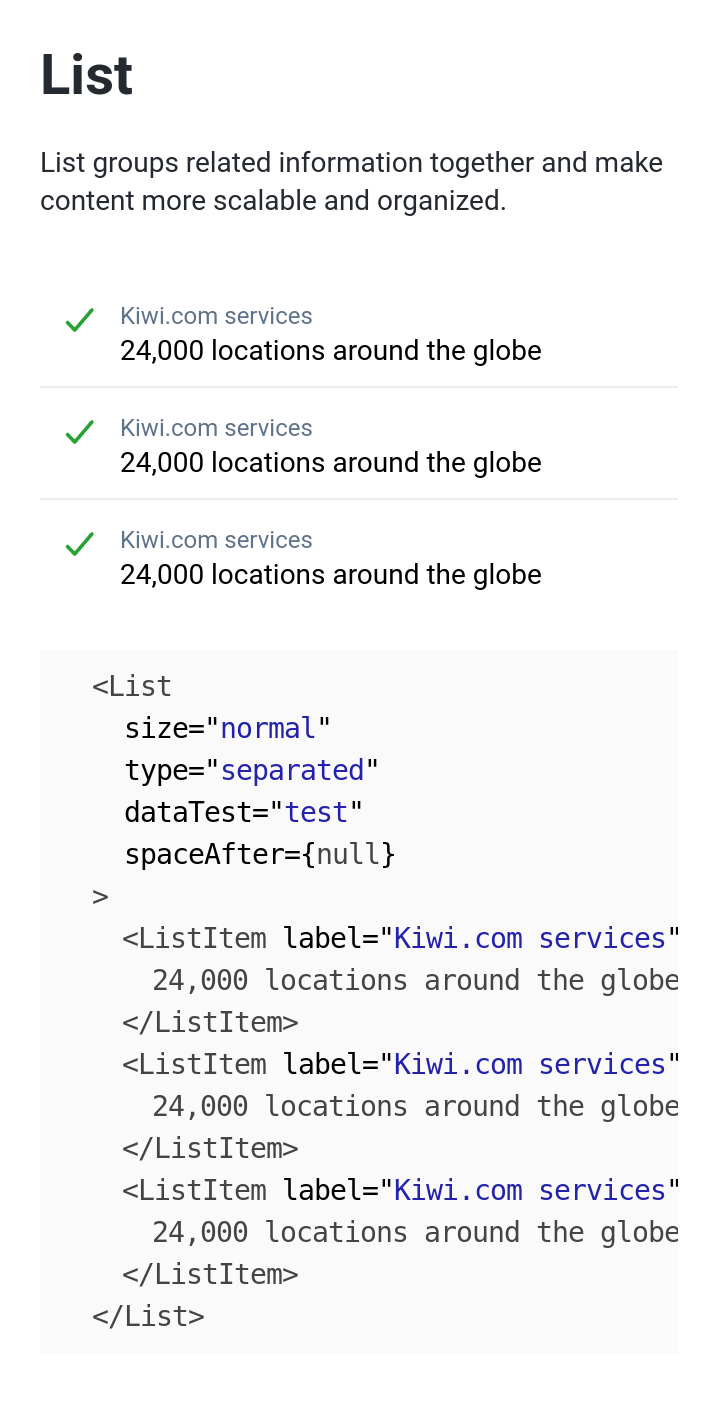 List
List groups related information together and make
content more scalable and organized.
Kiwi.com services
24,000 locations around the globe
Kiwi.com services
24,000 locations around the globe
Kiwi.com services
24,000 locations around the globe
<List
size="normal"
type="separated"
dataTest="test"
spaceAfter={null}
>
<ListItem label="Kiwi.com services"
24,000 locations around the globe
</ListItem>
<ListItem label="Kiwi.com services"
24,000 locations around the globe
</ListItem>
<ListItem label="Kiwi.com services"
24,000 locations around the globe
</ListItem>
</List>